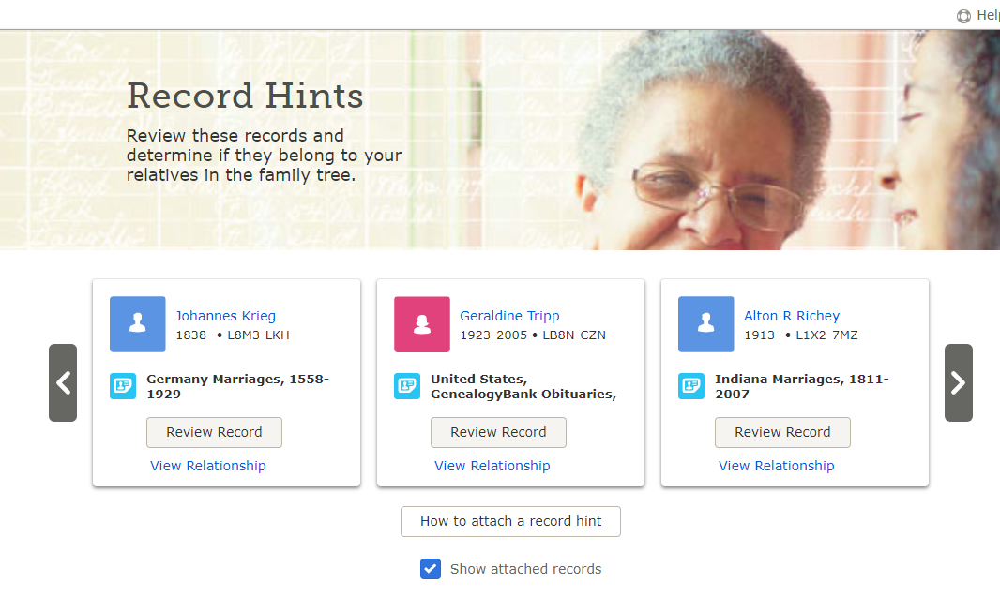 Help
Record Hints
Review these records and
determine if they belong to your
relatives in the family tree.
Johannes Krieg
1838- • L8M3-LKH
Germany Marriages, 1558-
1929
Review Record
View Relationship
Geraldine Tripp
1923-2005 • LB8N-CZN
United States,
GenealogyBank Obituaries,
Review Record
View Relationship
Alton R Richey
1913- • L1X2-7MZ
Indiana Marriages, 1811-
2007
Review Record
View Relationship
How to attach a record hint
Show attached records